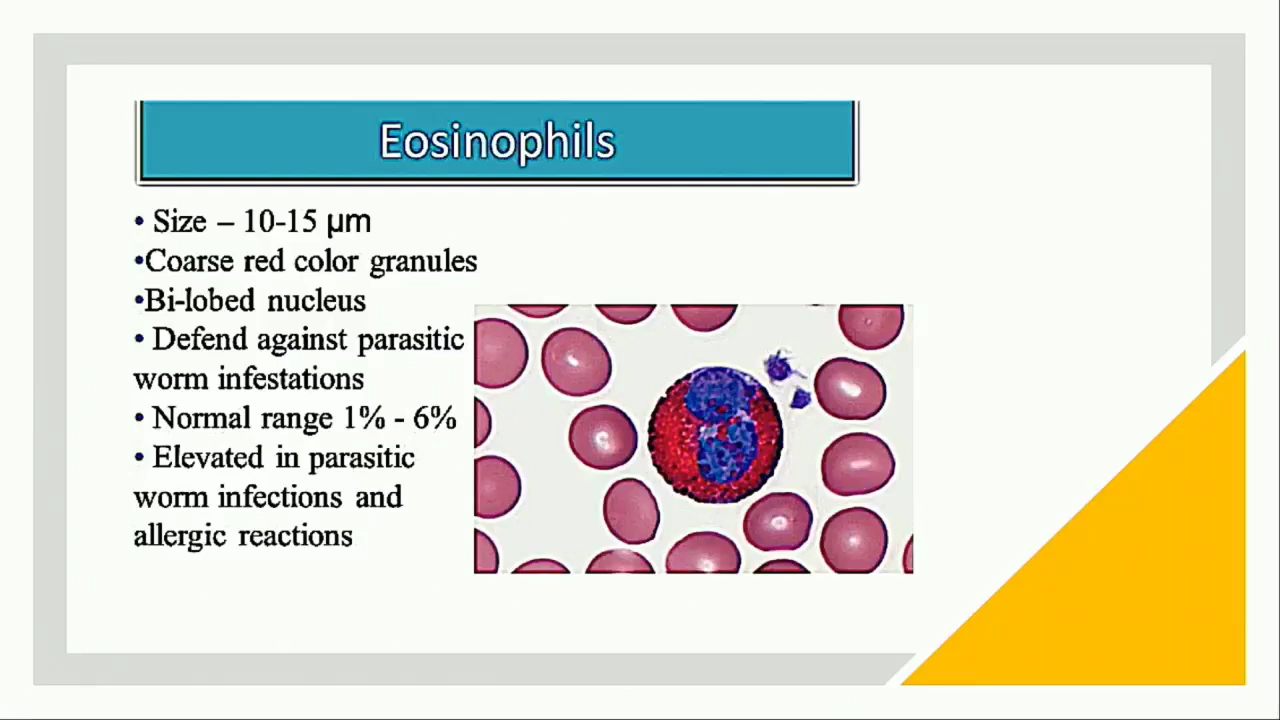 Eosinophils
• Size – 10-15 μm
•Coarse red color granules
•Bi-lobed nucleus
• Defend against parasitic
worm infestations
• Normal range 1% - 6%
• Elevated in parasitic
worm infections and
allergic reactions